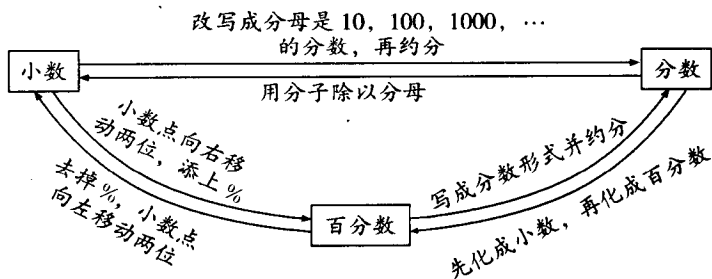 改写成分母是10，100，1000，…
的分数，再约分
小数
分数
用分子除以分母
小数点向右移
动两位，添上%
去掉%，小数点
向左移动两位
百分数
写成分数形式并约分
先化成小数，再化成百分数